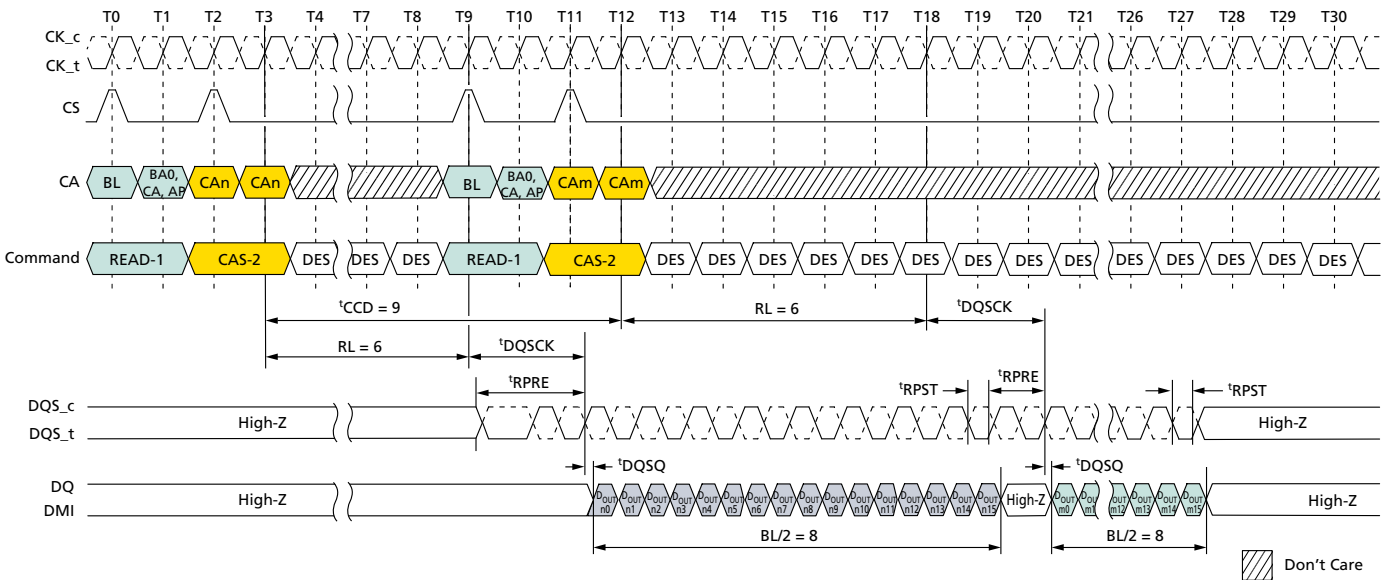 T0 T1 T2 T3 T4 T7 T8 T9 T10 T11 T12 T13 T14 T15 T16 T17 T18 T19 T20 T21 T26 T27 T28 T29 T30
CK_c
CK_t
CS
CA BL BA0, CA, AP CAn CAn BL BA0, CA, AP CAm CAm
Command READ-1 CAS-2 DES DES DES READ-1 CAS-2 DES DES DES DES DES DES DES DES DES DES DES DES DES DES
tCCD = 9 RL = 6 tDQSCK
RL = 6 tDQSCK
tRPRE tRPST tRPRE tRPST
DQS_c
DQS_t
High-Z High-Z
tDQSQ tDQSQ
DQ
DMI
High-Z DOUT n0 DOUT n1 DOUT n2 DOUT n3 DOUT n4 DOUT n5 DOUT n6 DOUT n7 DOUT n8 DOUT n9 DOUT n10 DOUT n11 DOUT n12 DOUT n13 DOUT n14 DOUT n15 High-Z DOUT m0 DOUT m1 DOUT m12 DOUT m13 DOUT m14 DOUT m15 High-Z
BL/2 = 8 BL/2 = 8
Don't Care